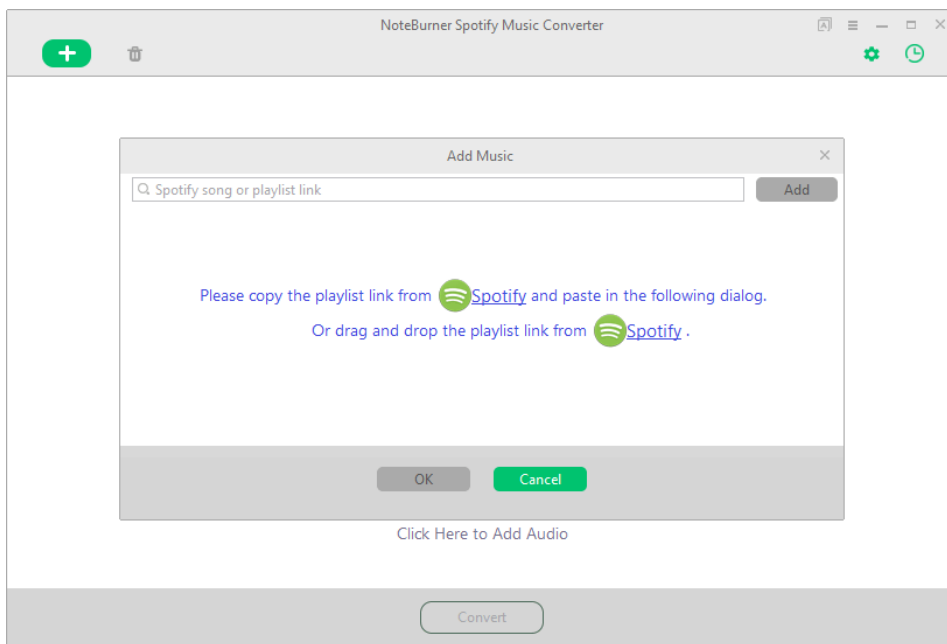 NoteBurner Spotify Music Converter
Add Music
Spotify song or playlist link
Add
Please copy the playlist link from Spotify and paste in the following dialog.
Or drag and drop the playlist link from Spotify .
OK
Cancel
Click Here to Add Audio
Convert